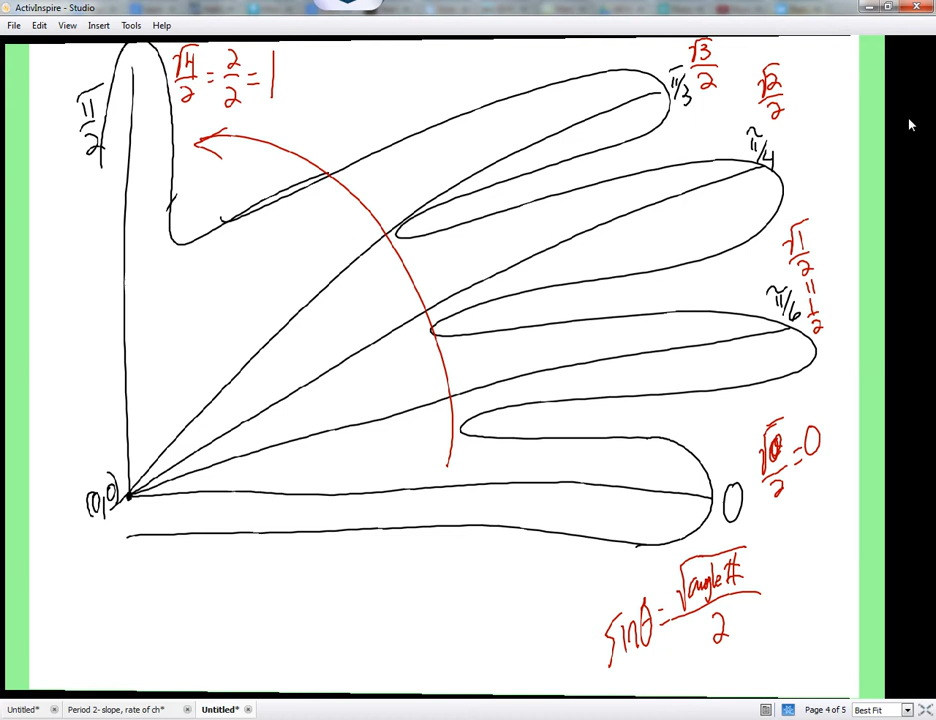 ActivInspire - Studio
File Edit View Insert Tools Help
π/2
√4/2 = 2/2 = 1
π/3
√3/2
π/4
√2/2
π/6
√1/2 = 1/2
√0/2 = 0
(0,0)
0
sinθ = √angle #/2
Untitled* Period 2- slope, rate of ch* Untitled* Page 4 of 5 Best Fit